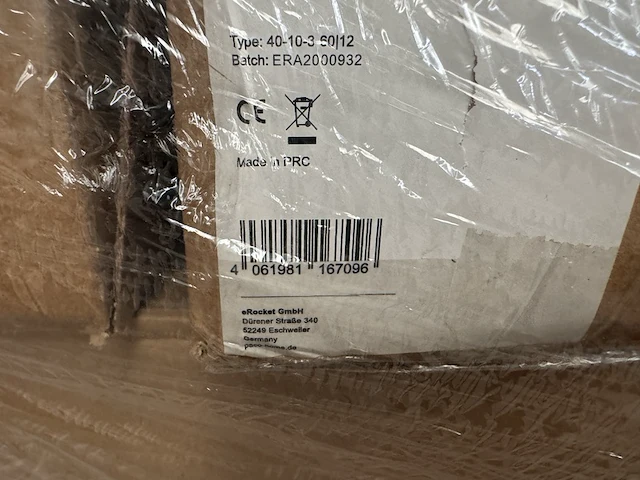 Type: 40-10-3.60|12
Batch: ERA2000932
CE
Made in PRC
4 061981 167096
eRocket GmbH
Dürener Straße 340
52249 Eschweiler
Germany